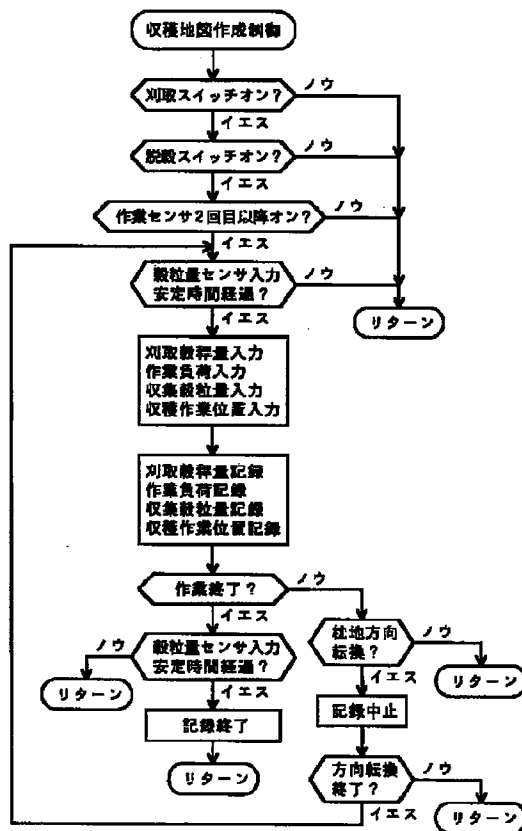 収穫地図作成制御
刈取スイッチオン？
ノウ
イエス
脱穀スイッチオン？
ノウ
イエス
作業センサ２回目以降オン？
ノウ
イエス
穀粒量センサ入力
安定時間経過？
ノウ
イエス
リターン
刈取穀稈量入力
作業負荷入力
収集穀粒量入力
収穫作業位置入力
刈取穀稈量記録
作業負荷記録
収集穀粒量記録
収穫作業位置記録
作業終了？
ノウ
イエス
穀粒量センサ入力
安定時間経過？
ノウ
リターン
イエス
記録終了
リターン
枕地方向
転換？
ノウ
リターン
イエス
記録中止
方向転換
終了？
ノウ
リターン
イエス